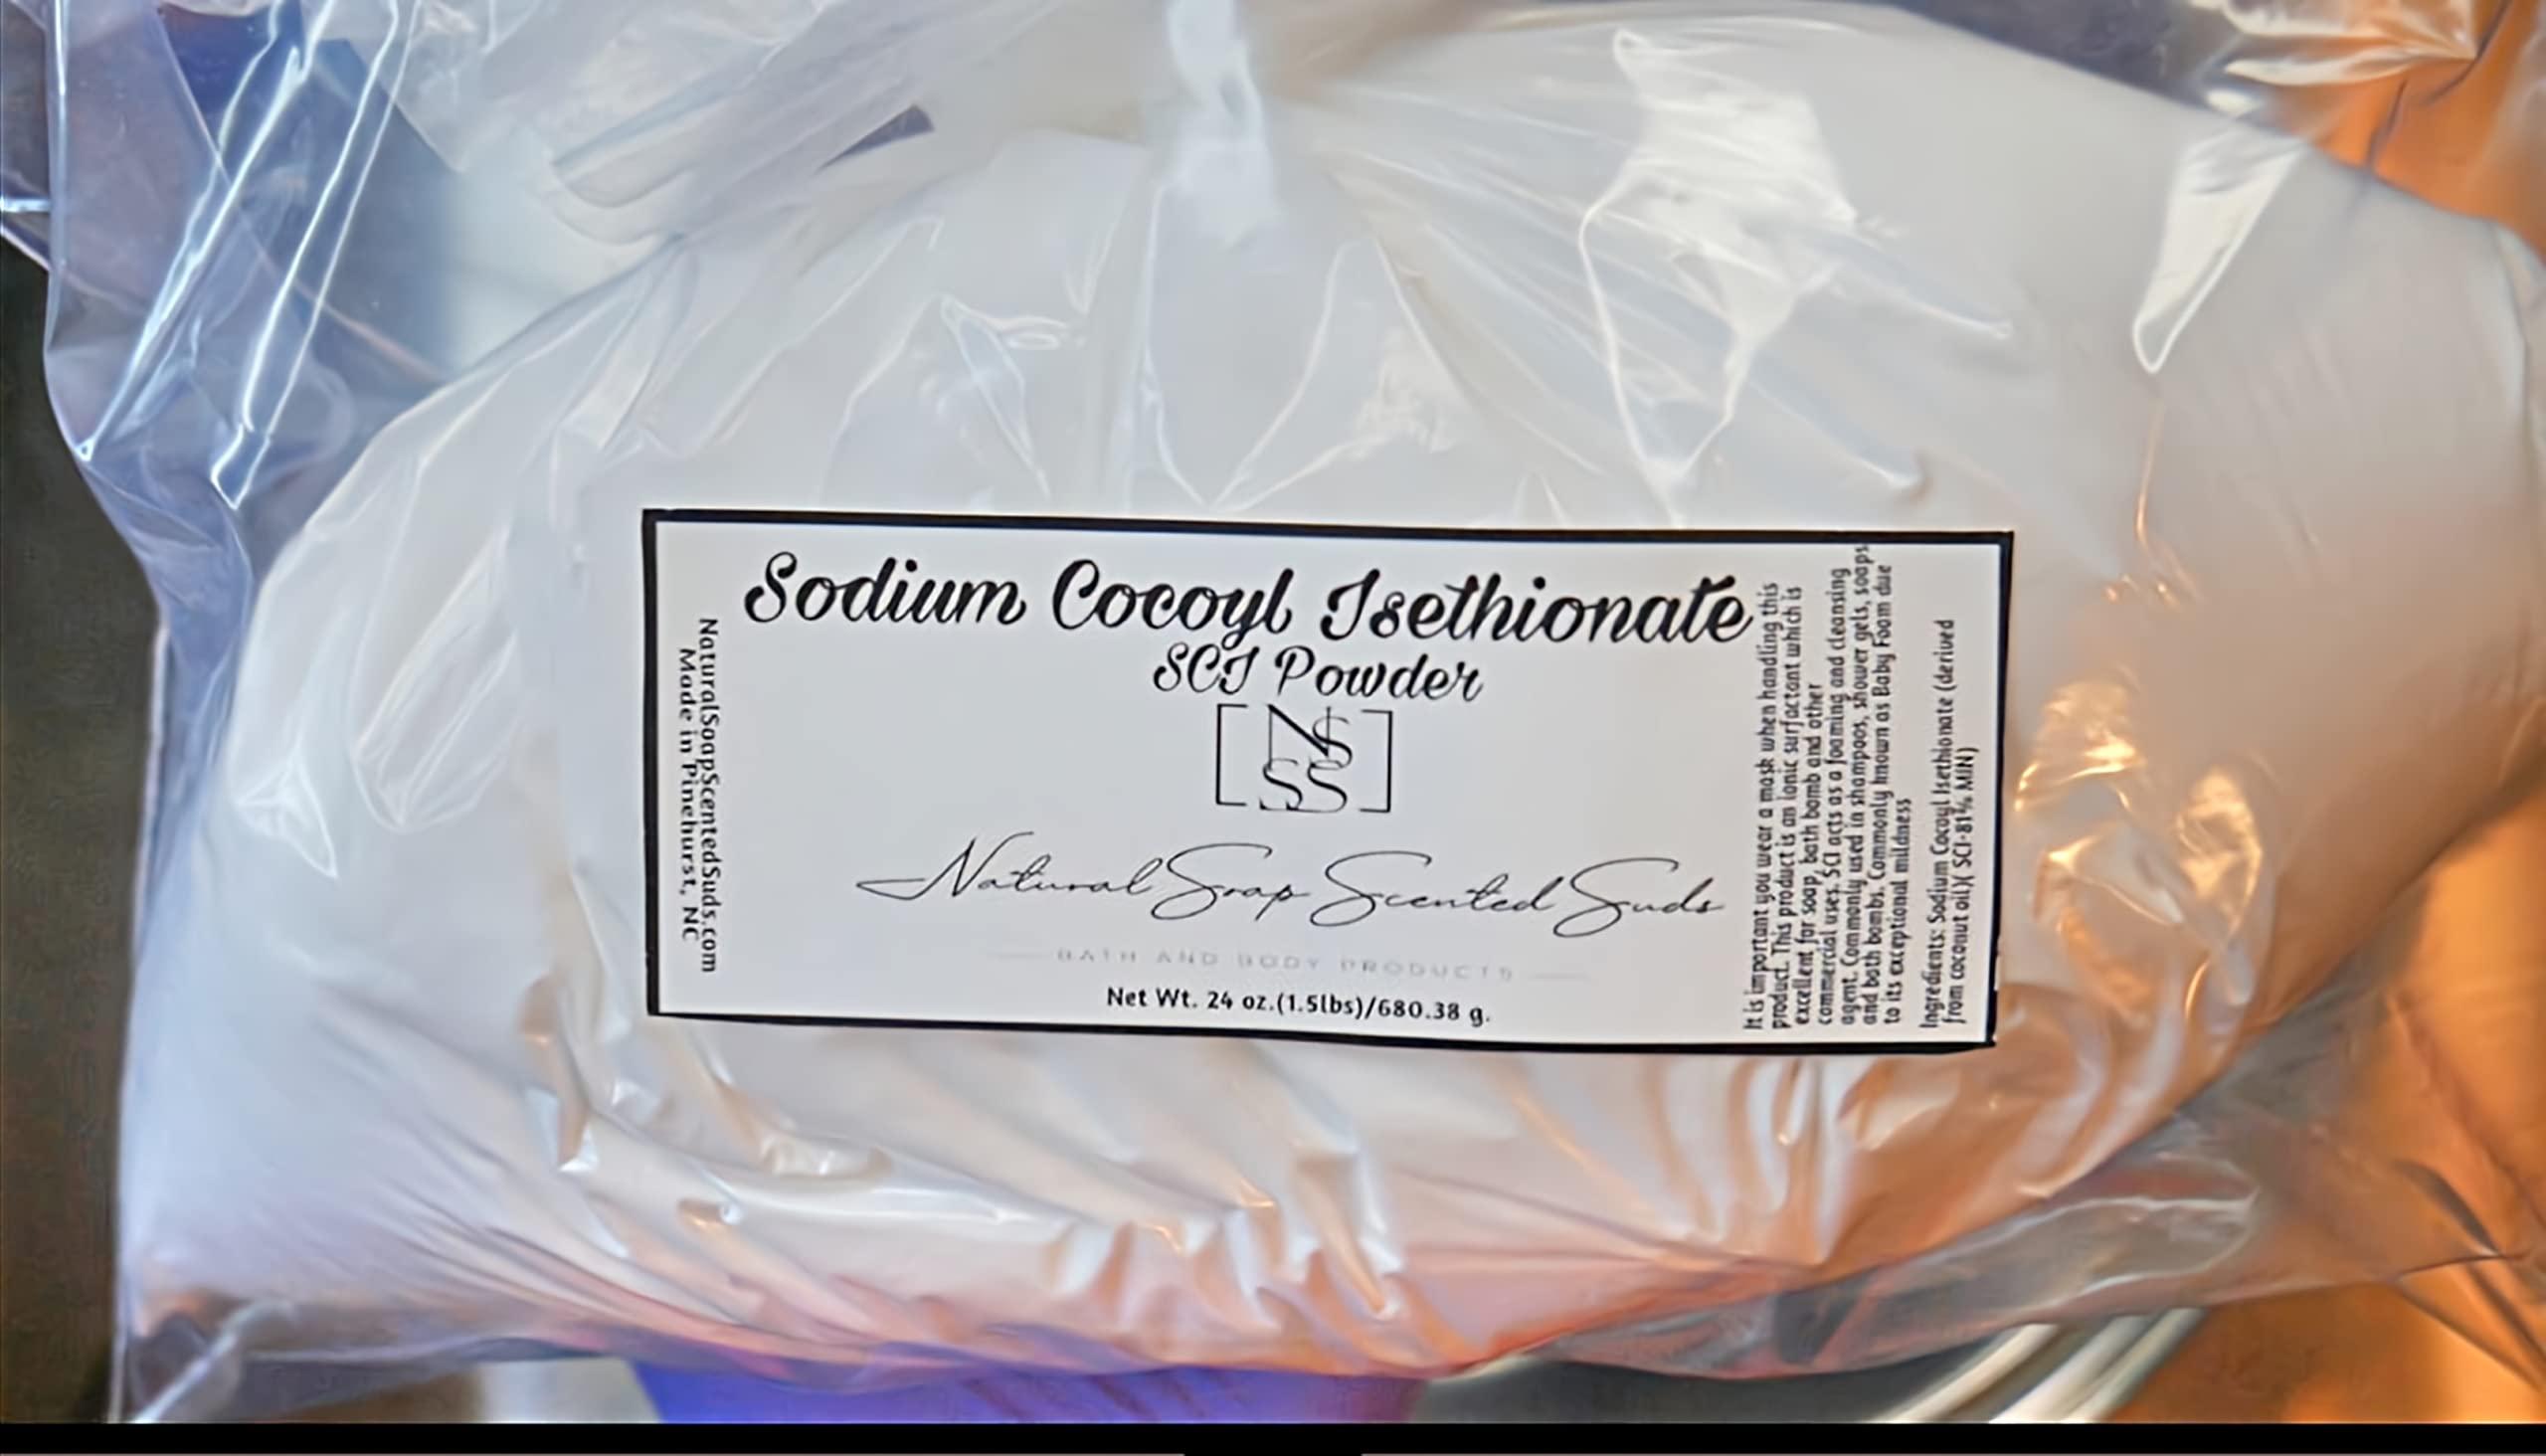 Sodium Cocoyl Isethionate
SCI Powder
[NS
SS]
Natural Soap Scented Suds
BATH AND BODY PRODUCTS
Net Wt. 24 oz.(1.5lbs)/680.38 g.
NaturalSoapScentedSuds.com
Made in Pinehurst, NC
It is important you wear a mask when handling this
product. This product is an ionic surfactant which is
excellent for soap, bath bomb and other
commercial uses. SCI acts as a foaming and cleansing
agent. Commonly used in shampoos, shower gels, soaps
and bath bombs. Commonly known as Baby Foam due
to its exceptional mildness
Ingredients: Sodium Cocoyl Isethionate (derived
from coconut oil)( SCI-81% MIN)